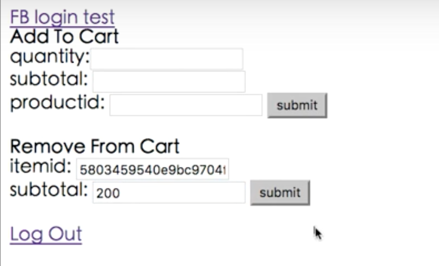 FB login test
Add To Cart
quantity:
subtotal:
productid: submit
Remove From Cart
itemid: 5803459540e9bc9704f
subtotal: 200 submit
Log Out